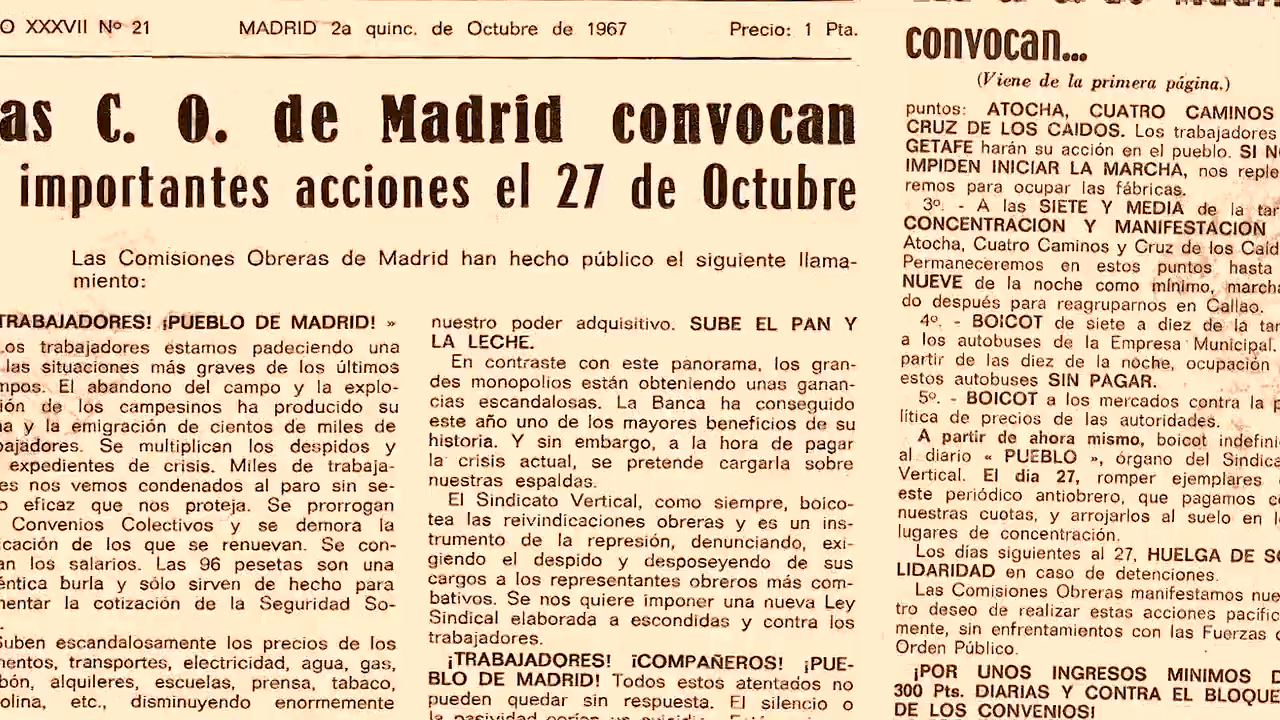 O XXXVII Nº 21 MADRID 2a quinc. de Octubre de 1967 Precio: 1 Pta.
as C. O. de Madrid convocan
importantes acciones el 27 de Octubre
Las Comisiones Obreras de Madrid han hecho público el siguiente llama-
miento:
TRABAJADORES! ¡PUEBLO DE MADRID! »
Los trabajadores estamos padeciendo una
las situaciones más graves de los últimos
mpos. El abandono del campo y la explo-
ión de los campesinos ha producido su
na y la emigración de cientos de miles de
bajadores. Se multiplican los despidos y
expedientes de crisis. Miles de trabaja-
es nos vemos condenados al paro sin se-
o eficaz que nos proteja. Se prorrogan
Convenios Colectivos y se demora la
icación de los que se renuevan. Se con-
an los salarios. Las 96 pesetas son una
éntica burla y sólo sirven de hecho para
mentar la cotización de la Seguridad So-
.
Suben escandalosamente los precios de los
mentos, transportes, electricidad, agua, gas,
bón, alquileres, escuelas, prensa, tabaco,
olina, etc., disminuyendo enormemente
nuestro poder adquisitivo. SUBE EL PAN Y
LA LECHE.
En contraste con este panorama, los gran-
des monopolios están obteniendo unas ganan-
cias escandalosas. La Banca ha conseguido
este año uno de los mayores beneficios de su
historia. Y sin embargo, a la hora de pagar
la crisis actual, se pretende cargarla sobre
nuestras espaldas.
El Sindicato Vertical, como siempre, boico-
tea las reivindicaciones obreras y es un ins-
trumento de la represión, denunciando, exi-
giendo el despido y desposeyendo de sus
cargos a los representantes obreros más com-
bativos. Se nos quiere imponer una nueva Ley
Sindical elaborada a escondidas y contra los
trabajadores.
¡TRABAJADORES! ¡COMPAÑEROS! ¡PUE-
BLO DE MADRID! Todos estos atentados no
pueden quedar sin respuesta. El silencio o
la pasividad serían un suicidio.
convocan...
(Viene de la primera página.)
puntos: ATOCHA, CUATRO CAMINOS
CRUZ DE LOS CAIDOS. Los trabajadores
GETAFE harán su acción en el pueblo. SI NO
IMPIDEN INICIAR LA MARCHA, nos reple
remos para ocupar las fábricas.
3º. - A las SIETE Y MEDIA de la tar
CONCENTRACION Y MANIFESTACION
Atocha, Cuatro Caminos y Cruz de los Caíd
Permaneceremos en estos puntos hasta
NUEVE de la noche como mínimo, marcha
do después para reagruparnos en Callao.
4º. - BOICOT de siete a diez de la tar
a los autobuses de la Empresa Municipal.
partir de las diez de la noche, ocupación
estos autobuses SIN PAGAR.
5º. - BOICOT a los mercados contra la p
lítica de precios de las autoridades.
A partir de ahora mismo, boicot indefini
al diario « PUEBLO », órgano del Sindica
Vertical. El día 27, romper ejemplares
este periódico antiobrero, que pagamos co
nuestras cuotas, y arrojarlos al suelo en l
lugares de concentración.
Los días siguientes al 27, HUELGA DE SO
LIDARIDAD en caso de detenciones.
Las Comisiones Obreras manifestamos nue
tro deseo de realizar estas acciones pacífic
mente, sin enfrentamientos con las Fuerzas d
Orden Público.
¡POR UNOS INGRESOS MINIMOS D
300 Pts. DIARIAS Y CONTRA EL BLOQUE
DE LOS CONVENIOS!